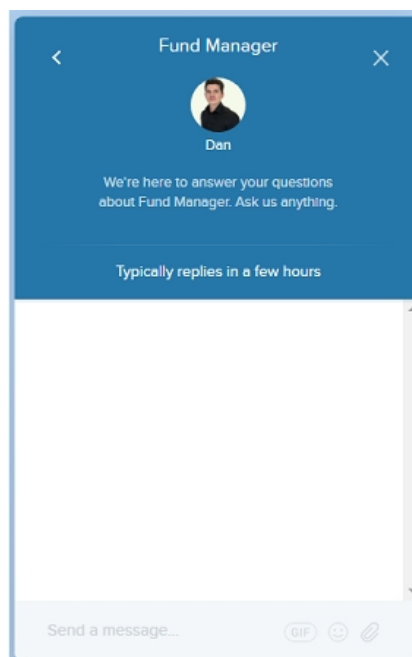 Fund Manager
Dan
We're here to answer your questions
about Fund Manager. Ask us anything.
Typically replies in a few hours
Send a message...
GIF